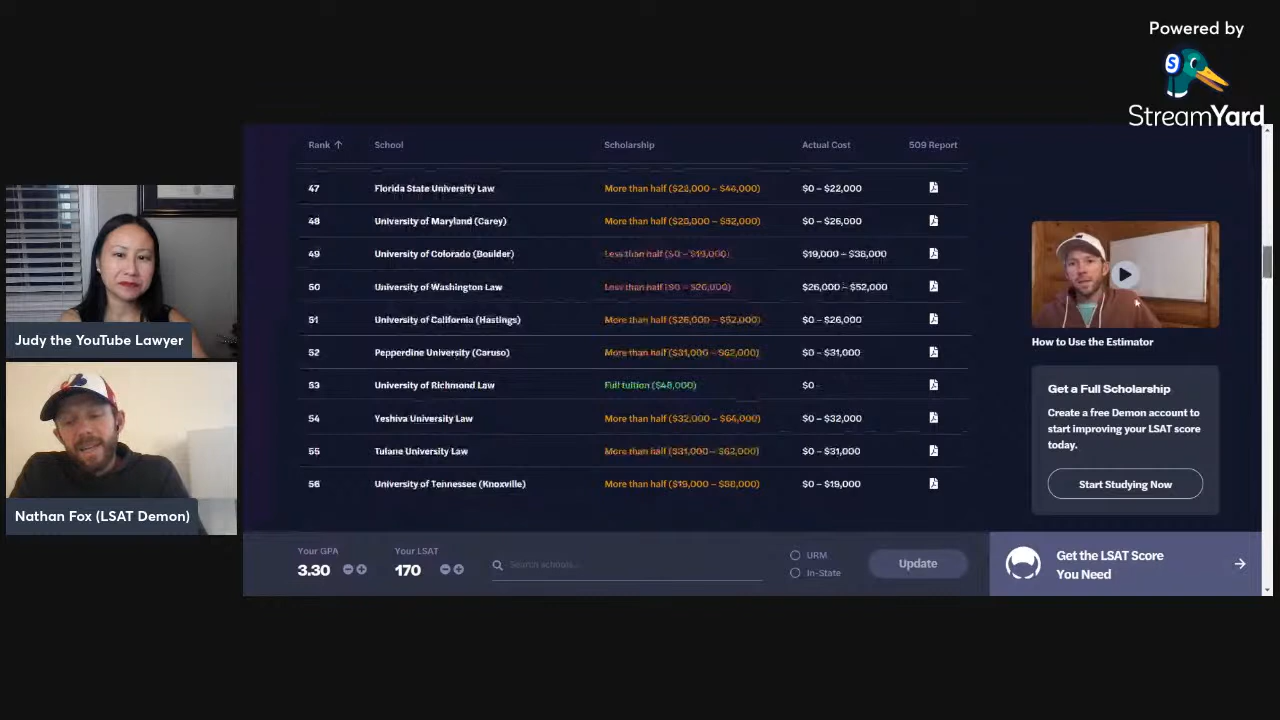 Powered by
StreamYard
Rank ↑ School Scholarship Actual Cost 509 Report
47 Florida State University Law More than half ($23,000 – $46,000) $0 – $22,000
48 University of Maryland (Carey) More than half ($26,000 – $52,000) $0 – $26,000
49 University of Colorado (Boulder) Less than half ($0 – $19,000) $19,000 – $38,000
50 University of Washington Law Less than half ($0 – $26,000) $26,000 – $52,000
51 University of California (Hastings) More than half ($26,000 – $52,000) $0 – $26,000
52 Pepperdine University (Caruso) More than half ($31,000 – $62,000) $0 – $31,000
53 University of Richmond Law Full tuition ($48,000) $0
54 Yeshiva University Law More than half ($32,000 – $64,000) $0 – $32,000
55 Tulane University Law More than half ($31,000 – $62,000) $0 – $31,000
56 University of Tennessee (Knoxville) More than half ($19,000 – $38,000) $0 – $19,000
How to Use the Estimator
Get a Full Scholarship
Create a free Demon account to
start improving your LSAT score
today.
Start Studying Now
Judy the YouTube Lawyer
Nathan Fox (LSAT Demon)
Your GPA
3.30
Your LSAT
170
Search schools...
URM
In-State
Update
Get the LSAT Score
You Need